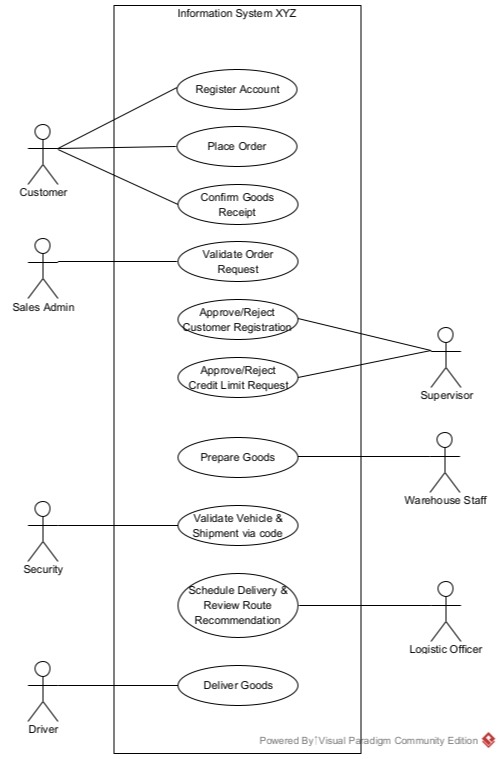 Information System XYZ
Register Account
Place Order
Customer
Confirm Goods
Receipt
Validate Order
Request
Sales Admin
Approve/Reject
Customer Registration
Approve/Reject
Credit Limit Request
Supervisor
Prepare Goods
Warehouse Staff
Validate Vehicle &
Shipment via code
Security
Schedule Delivery &
Review Route
Recommendation
Logistic Officer
Deliver Goods
Driver
Powered By Visual Paradigm Community Edition